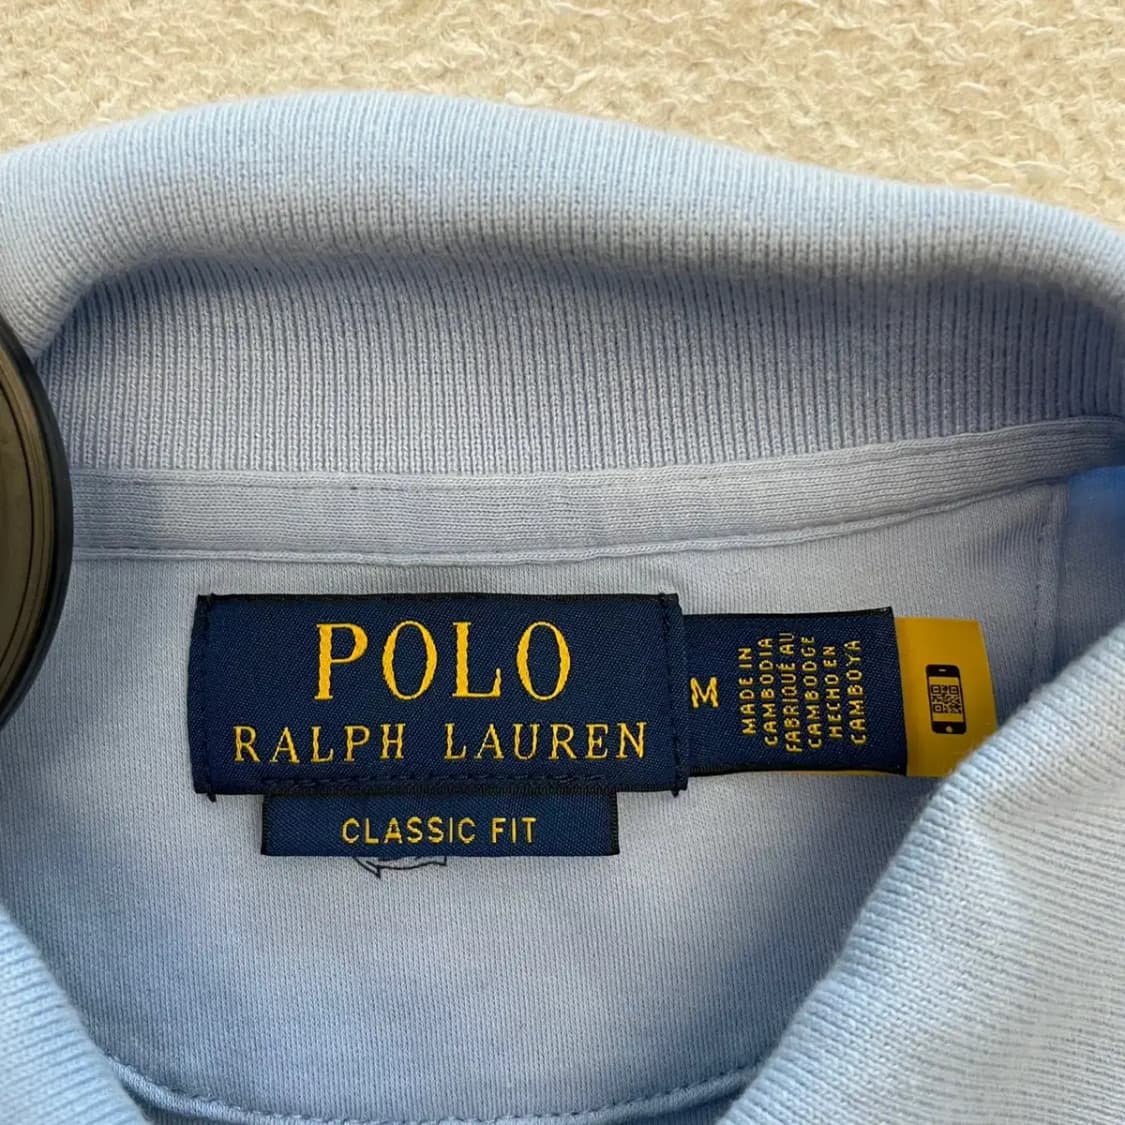 POLO
RALPH LAUREN
CLASSIC FIT
M
MADE IN
CAMBODIA
FABRIQUÉ AU
CAMBODGE
HECHO EN
CAMBOYA